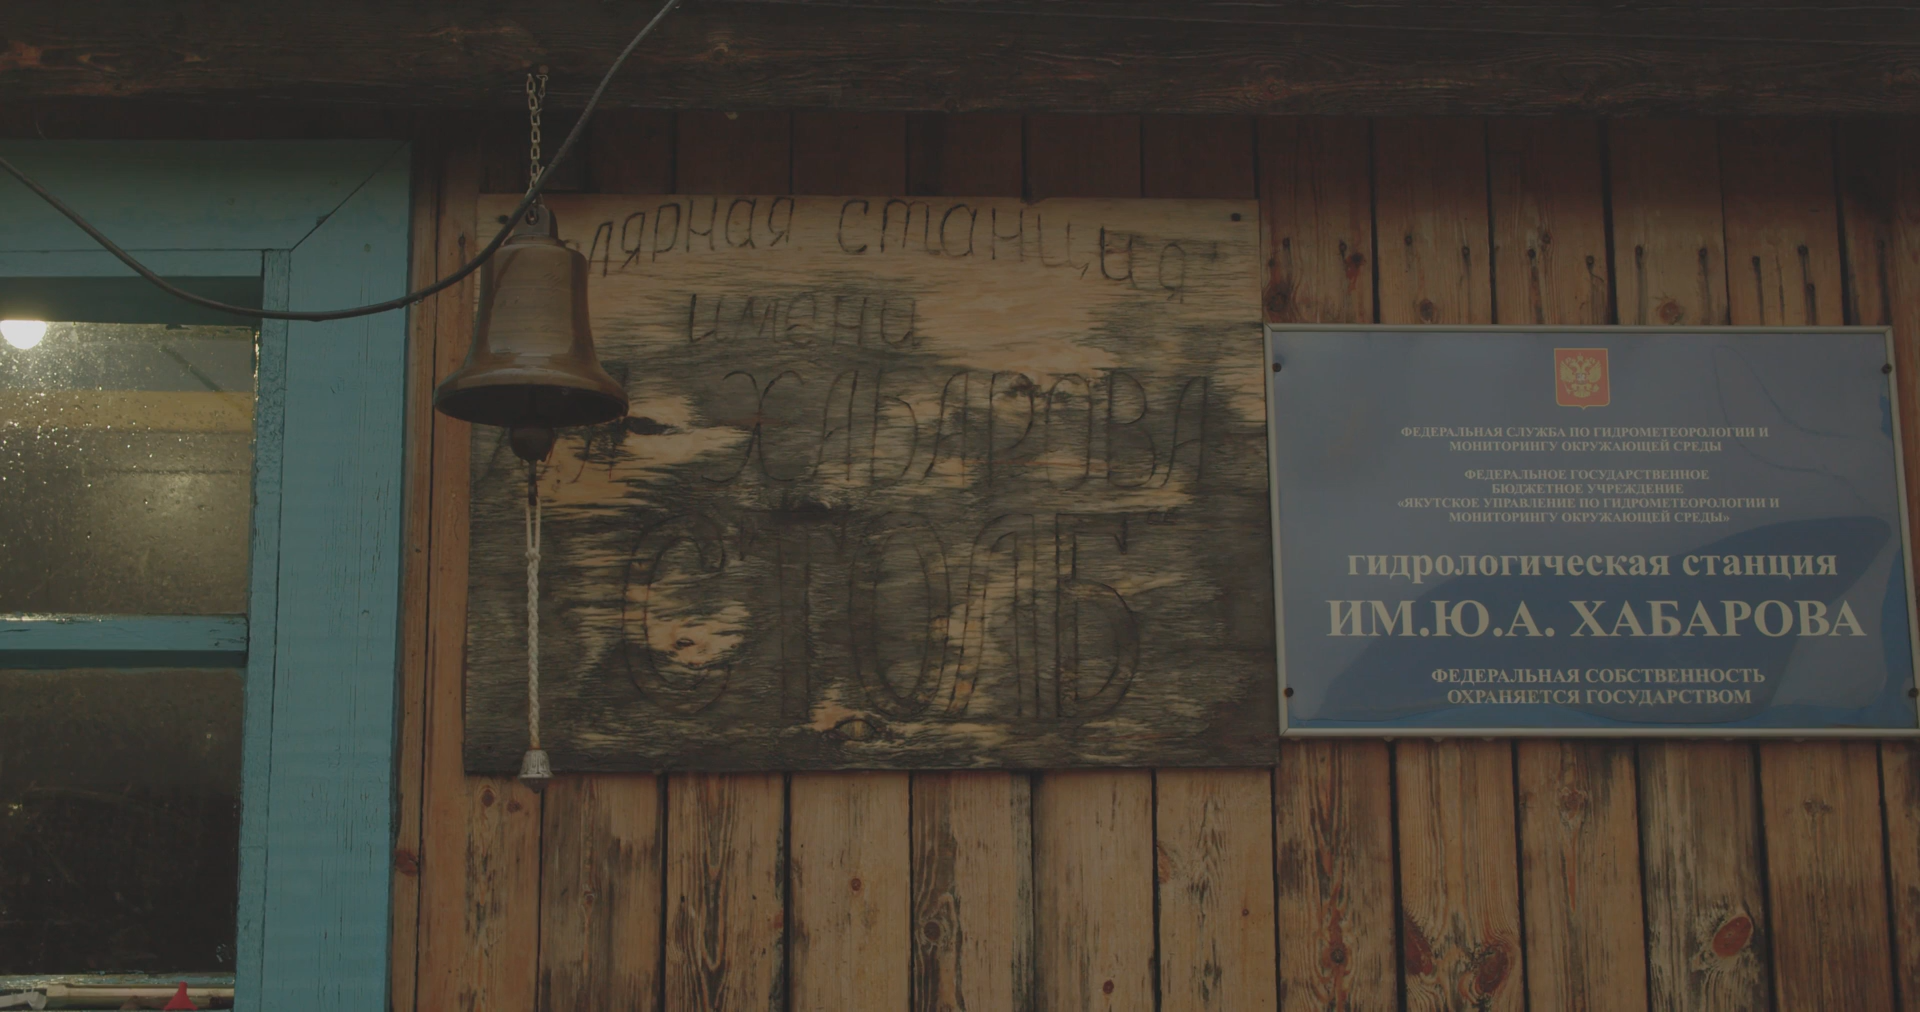 лярная станция
имени
ХАБАРОВА
СТОЛБ
ФЕДЕРАЛЬНАЯ СЛУЖБА ПО ГИДРОМЕТЕОРОЛОГИИ И
МОНИТОРИНГУ ОКРУЖАЮЩЕЙ СРЕДЫ
ФЕДЕРАЛЬНОЕ ГОСУДАРСТВЕННОЕ
БЮДЖЕТНОЕ УЧРЕЖДЕНИЕ
«ЯКУТСКОЕ УПРАВЛЕНИЕ ПО ГИДРОМЕТЕОРОЛОГИИ И
МОНИТОРИНГУ ОКРУЖАЮЩЕЙ СРЕДЫ»
гидрологическая станция
ИМ.Ю.А. ХАБАРОВА
ФЕДЕРАЛЬНАЯ СОБСТВЕННОСТЬ
ОХРАНЯЕТСЯ ГОСУДАРСТВОМ